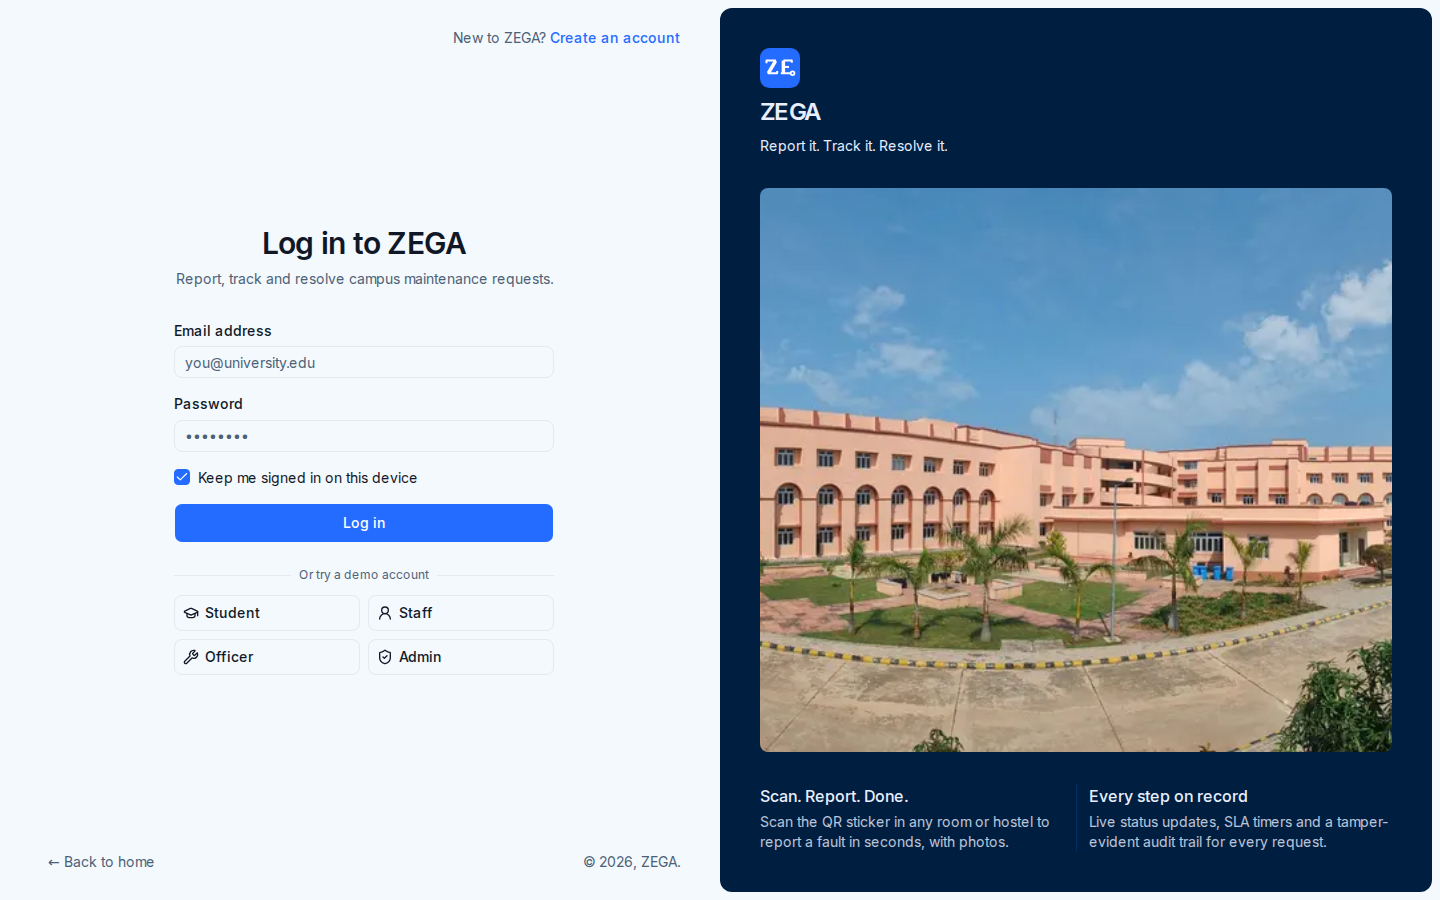 New to ZEGA? Create an account
Log in to ZEGA
Report, track and resolve campus maintenance requests.
Email address
you@university.edu
Password
••••••••
Keep me signed in on this device
Log in
Or try a demo account
Student
Staff
Officer
Admin
← Back to home
© 2026, ZEGA.
ZE
ZEGA
Report it. Track it. Resolve it.
Scan. Report. Done.
Scan the QR sticker in any room or hostel to
report a fault in seconds, with photos.
Every step on record
Live status updates, SLA timers and a tamper-
evident audit trail for every request.